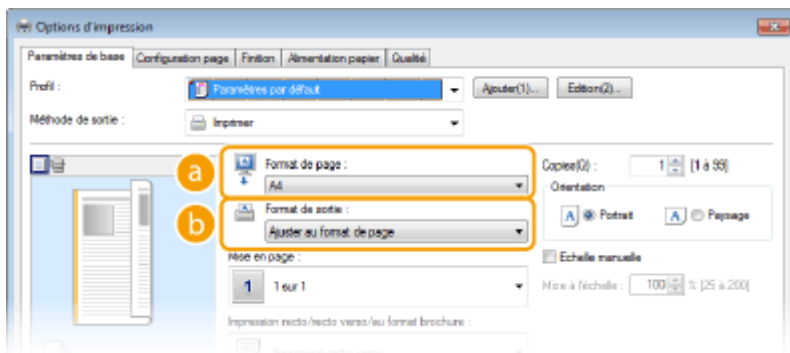 Options d'impression
Paramètres de base Configuration page Finition Alimentation papier Qualité
Profil : Paramètres par défaut Ajouter(1)... Edition(2)...
Méthode de sortie : Imprimer
a Format de page : Copies(Q) : 1 [1 à 99]
A4 Orientation
b Format de sortie : A Portrait A Paysage
Ajuster au format de page
Mise en page : Echelle manuelle
1 1 sur 1 Mise à l'échelle : 100 % [25 à 200]
Impression recto/recto verso/au format brochure :
Impression recto verso